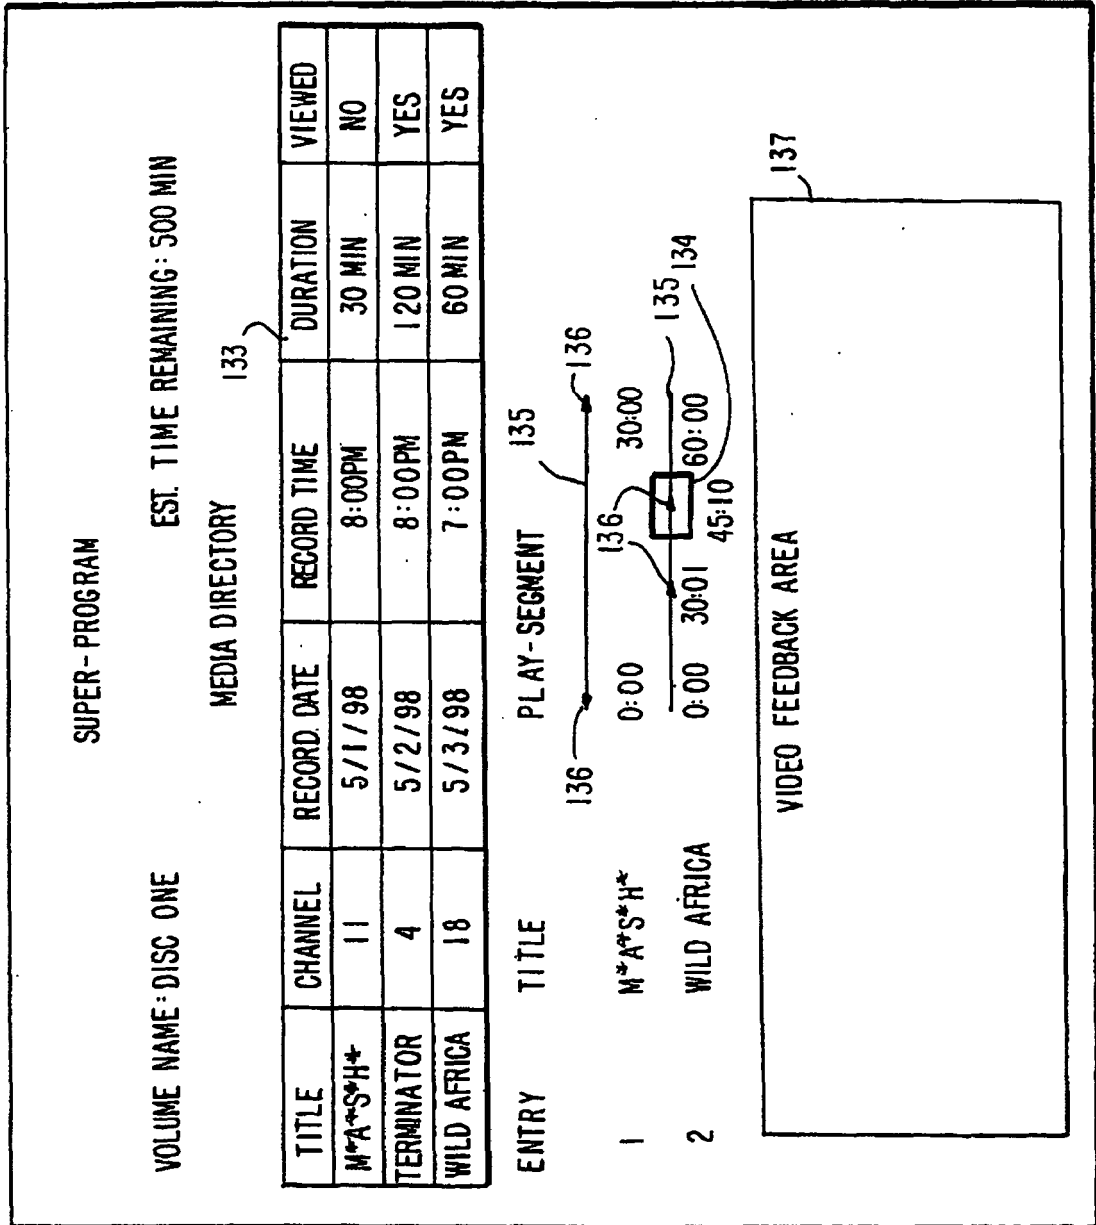 SUPER-PROGRAM
VOLUME NAME: DISC ONE EST. TIME REMAINING: 500 MIN
MEDIA DIRECTORY
133
TITLE CHANNEL RECORD DATE RECORD TIME DURATION VIEWED
M*A*S*H* 11 5/1/98 8:00PM 30 MIN NO
TERMINATOR 4 5/2/98 8:00PM 120 MIN YES
WILD AFRICA 18 5/3/98 7:00PM 60 MIN YES
ENTRY TITLE PLAY-SEGMENT
136 135 136
1 M*A*S*H* 0:00 30:00
136 135 134
2 WILD AFRICA 0:00 30:01 45:10 60:00
137
VIDEO FEEDBACK AREA